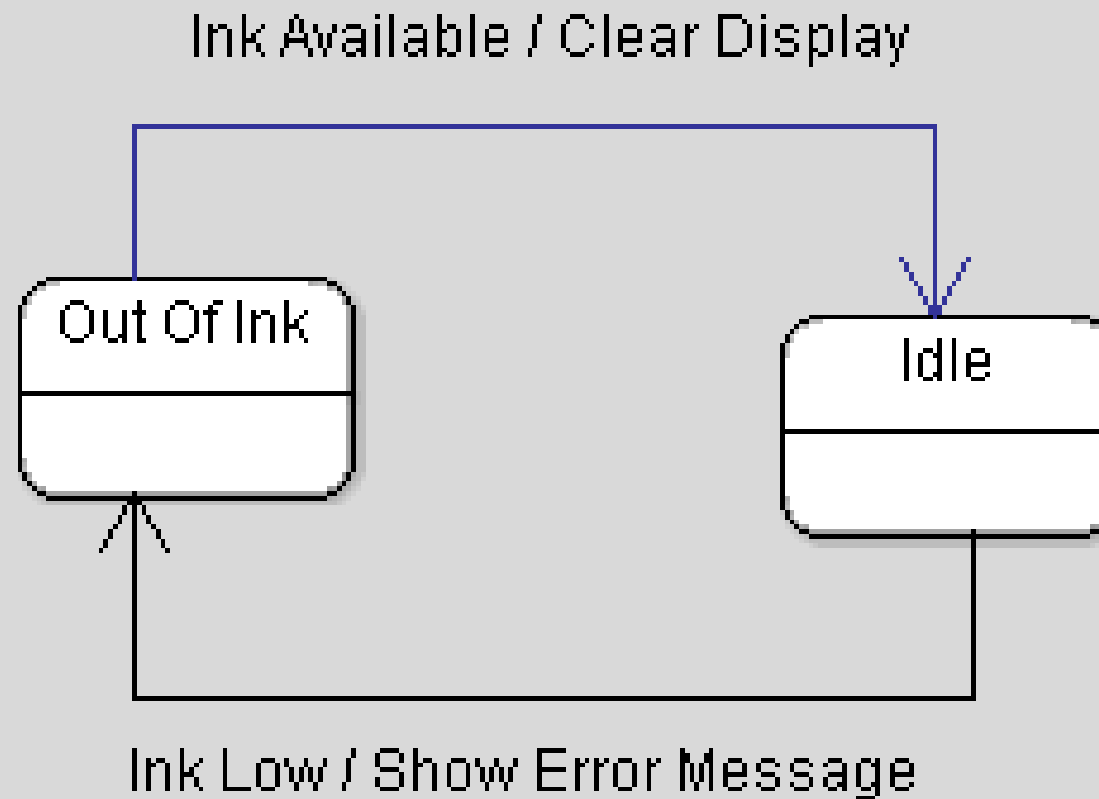 Ink Available / Clear Display
Out Of Ink
Idle
Ink Low / Show Error Message